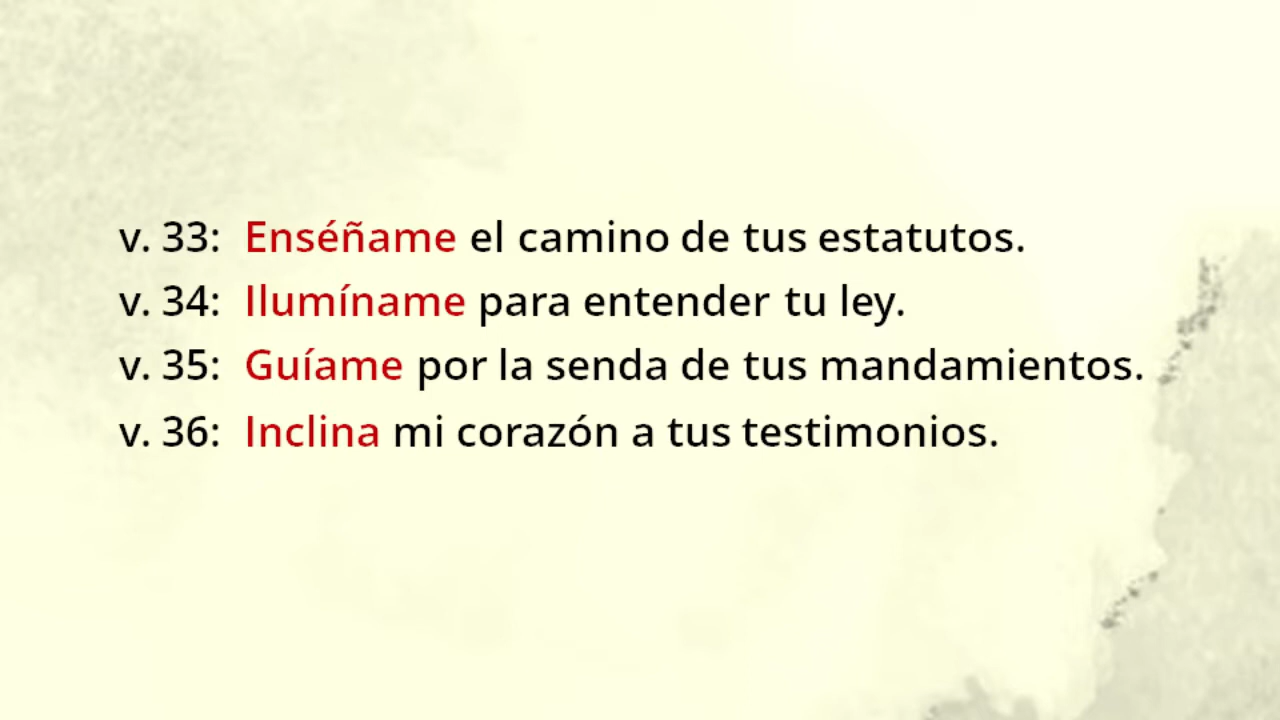 v. 33: Enséñame el camino de tus estatutos.
v. 34: Ilumíname para entender tu ley.
v. 35: Guíame por la senda de tus mandamientos.
v. 36: Inclina mi corazón a tus testimonios.